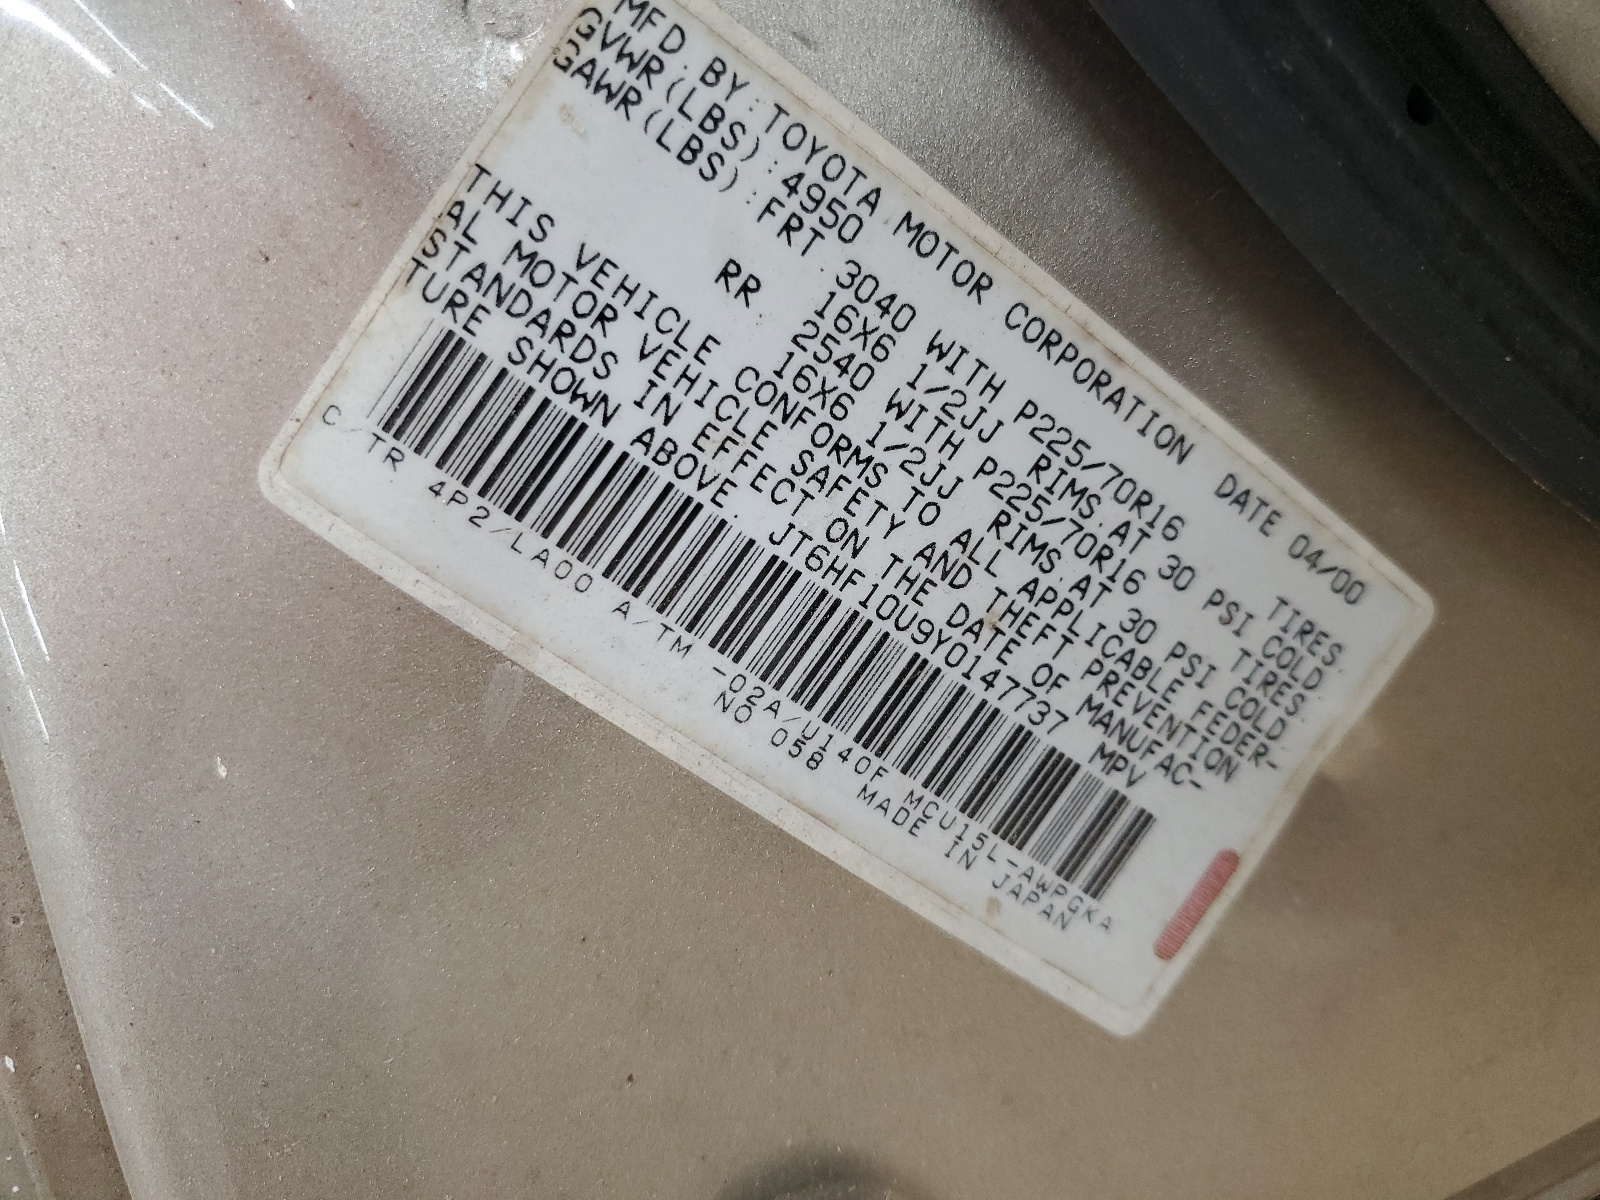 MFD. BY: TOYOTA MOTOR CORPORATION DATE 04/00
GVWR(LBS): 4950
GAWR(LBS): FRT 3040 WITH P225/70R16 TIRES.
16X6 1/2JJ RIMS. AT 30 PSI COLD
RR 2540 WITH P225/70R16 TIRES.
16X6 1/2JJ RIMS. AT 30 PSI COLD.
THIS VEHICLE CONFORMS TO ALL APPLICABLE FEDER-
AL MOTOR VEHICLE SAFETY AND THEFT PREVENTION
STANDARDS IN EFFECT ON THE DATE OF MANUFAC-
TURE SHOWN ABOVE. JT6HF10U9Y0147737 MPV
C/TR 4P2/LA00 A/TM -02A/U140F MCU15L-AWPGKA
NO 058 MADE IN JAPAN